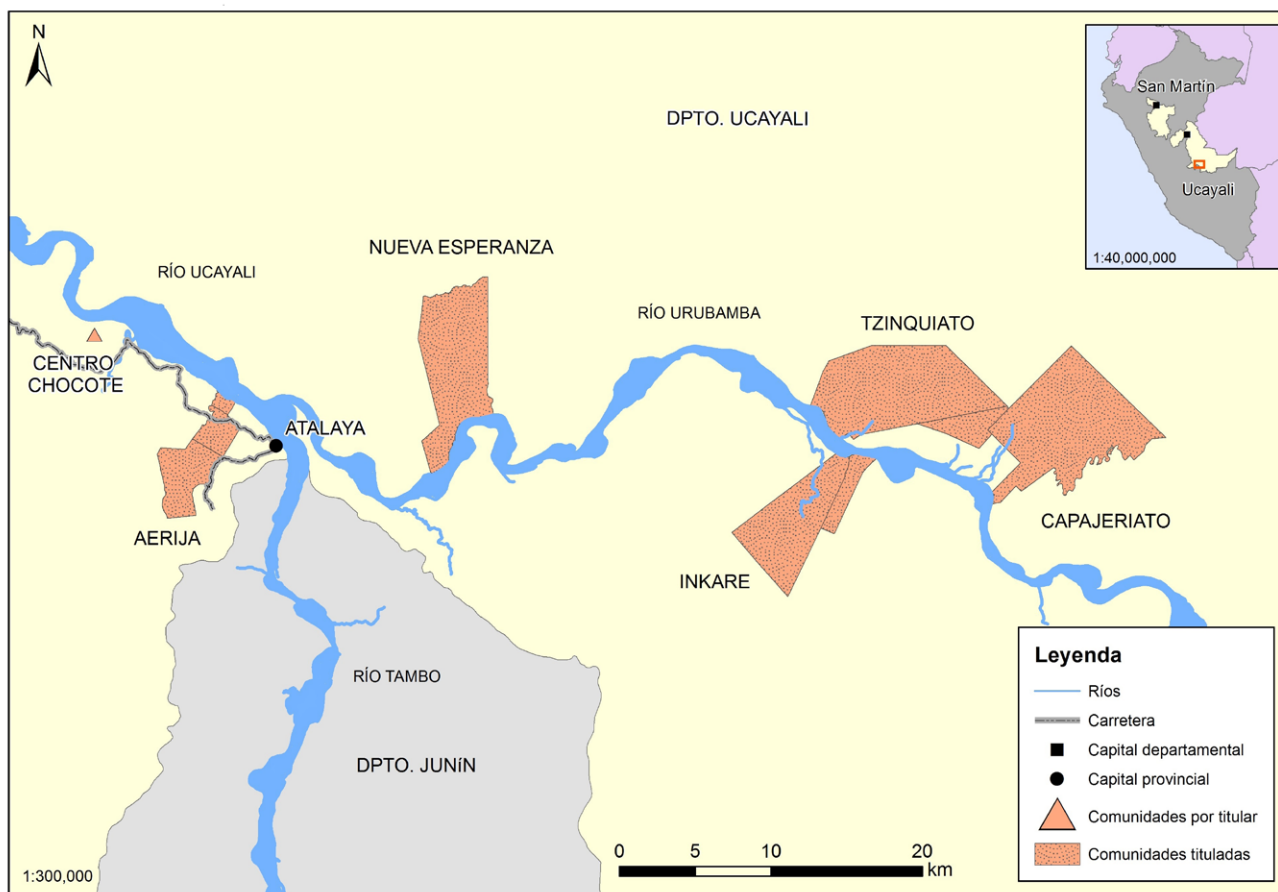 N
DPTO. UCAYALI
San Martín
Ucayali
1:40,000,000
NUEVA ESPERANZA
RÍO UCAYALI
RÍO URUBAMBA
TZINQUIATO
CENTRO
CHOCOTE
ATALAYA
AERIJA
CAPAJERIATO
INKARE
RÍO TAMBO
DPTO. JUNíN
Leyenda
Ríos
Carretera
Capital departamental
Capital provincial
Comunidades por titular
Comunidades tituladas
0 5 10 20
km
1:300,000